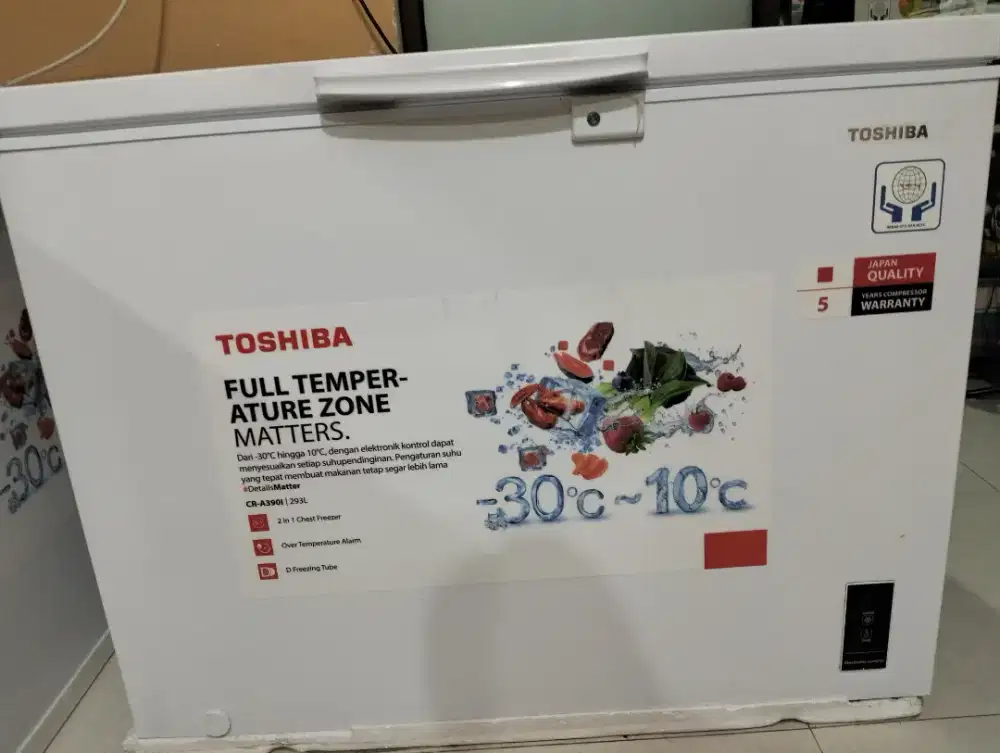 TOSHIBA
JAPAN
QUALITY
5
YEARS COMPRESSOR
WARRANTY
TOSHIBA
FULL TEMPER-
ATURE ZONE
MATTERS.
Dari -30°C hingga 10°C, dengan elektronik kontrol dapat
menyesuaikan setiap suhupendinginan. Pengaturan suhu
yang tepat membuat makanan tetap segar lebih lama
#DetailsMatter
CR-A390I | 293L
2 in 1 Chest Freezer
Over Temperature Alarm
D Freezing Tube
-30°C ~ 10°C
-30°C